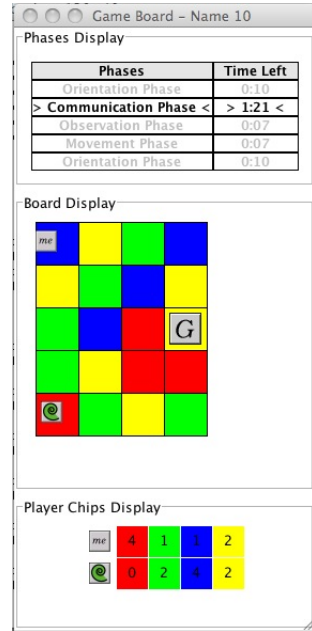 Game Board – Name 10
Phases Display
Phases Time Left
Orientation Phase 0:10
> Communication Phase < > 1:21 <
Observation Phase 0:07
Movement Phase 0:07
Orientation Phase 0:10
Board Display
me
G
Player Chips Display
me 4 1 1 2
0 2 4 2